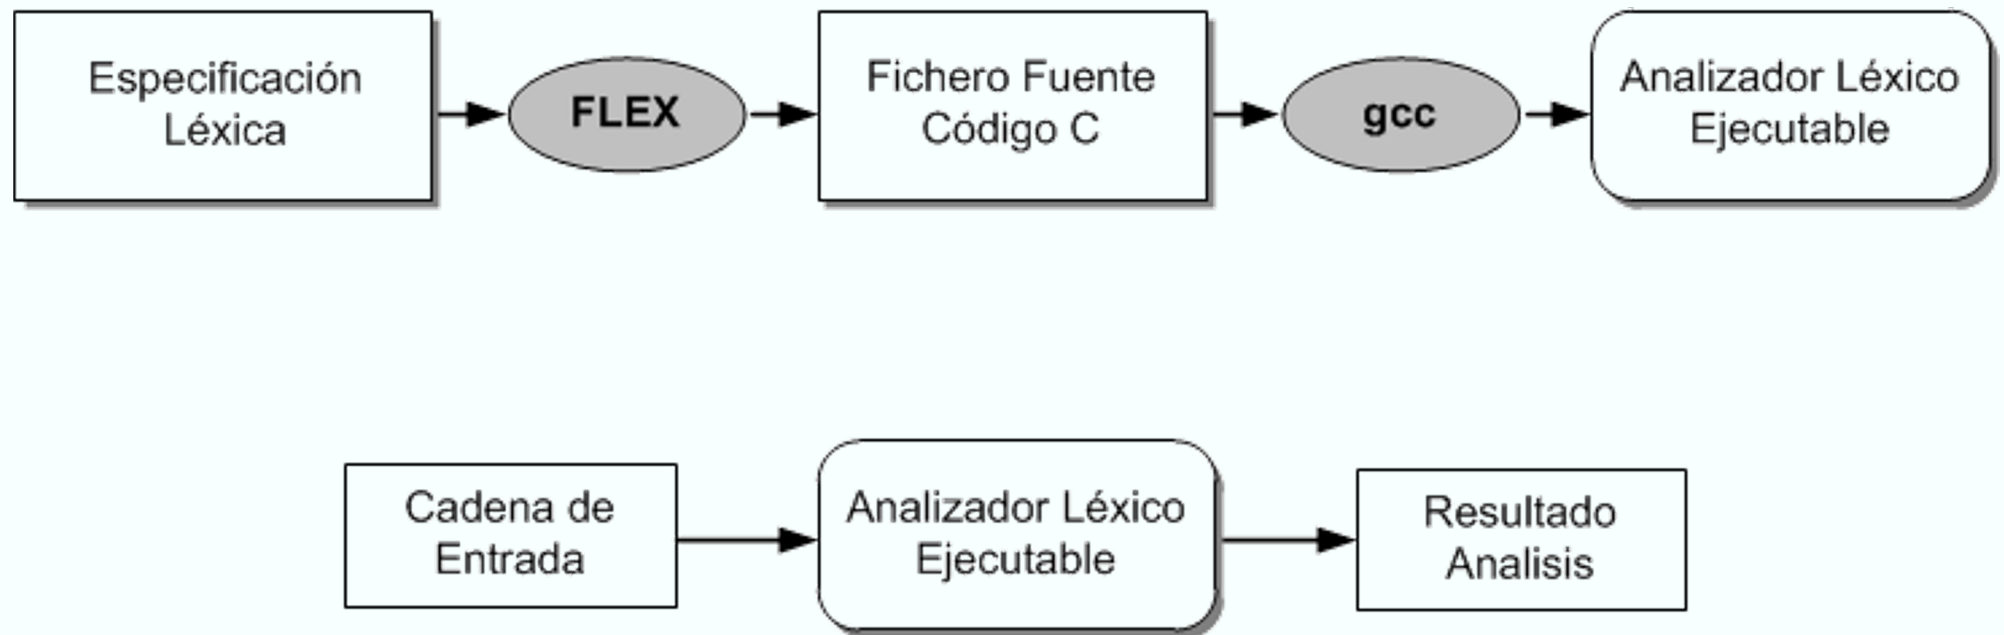 Especificación
Léxica
FLEX
Fichero Fuente
Código C
gcc
Analizador Léxico
Ejecutable
Cadena de
Entrada
Analizador Léxico
Ejecutable
Resultado
Analisis